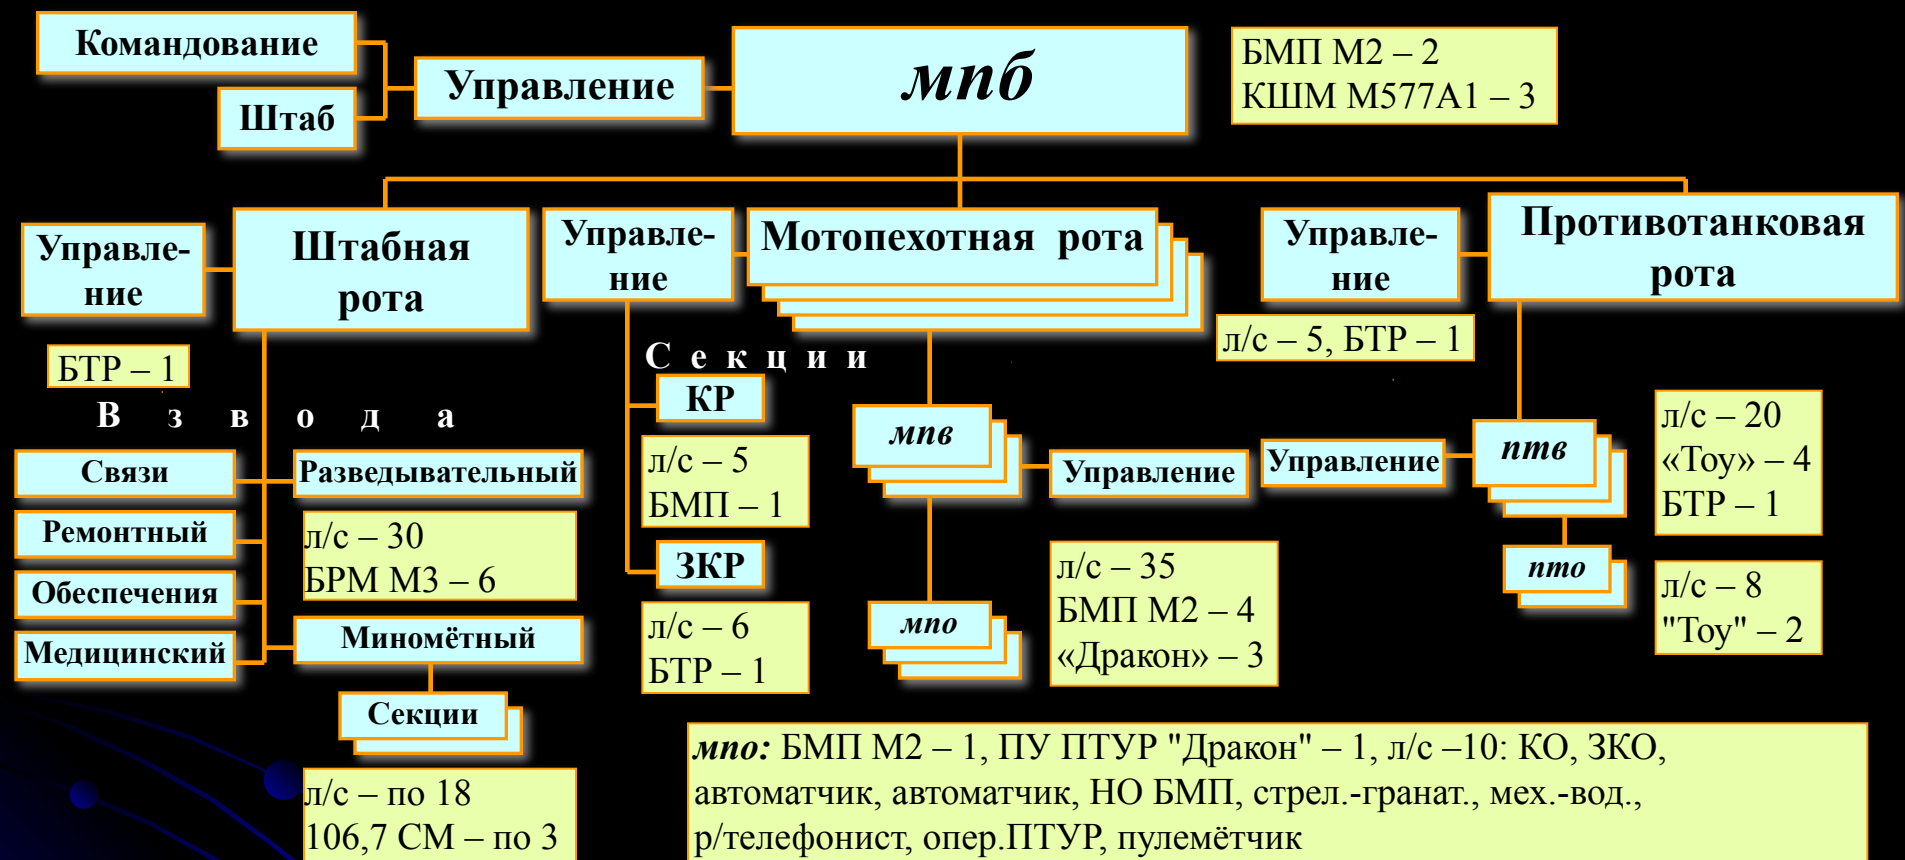 Командование
Штаб
Управление
мпб
БМП М2 – 2
КШМ М577А1 – 3
Управле-
ние
БТР – 1
Штабная
рота
Управле-
ние
Мотопехотная рота
Управле-
ние
л/с – 5, БТР – 1
Противотанковая
рота
В з в о д а
Связи
Ремонтный
Обеспечения
Медицинский
Разведывательный
л/с – 30
БРМ М3 – 6
Миномётный
Секции
л/с – по 18
106,7 СМ – по 3
С е к ц и и
КР
л/с – 5
БМП – 1
ЗКР
л/с – 6
БТР – 1
мпв
Управление
мпо
л/с – 35
БМП М2 – 4
«Дракон» – 3
Управление
птв
л/с – 20
«Тоу» – 4
БТР – 1
пто
л/с – 8
"Тоу" – 2
мпо: БМП М2 – 1, ПУ ПТУР "Дракон" – 1, л/с –10: КО, ЗКО,
автоматчик, автоматчик, НО БМП, стрел.-гранат., мех.-вод.,
р/телефонист, опер.ПТУР, пулемётчик